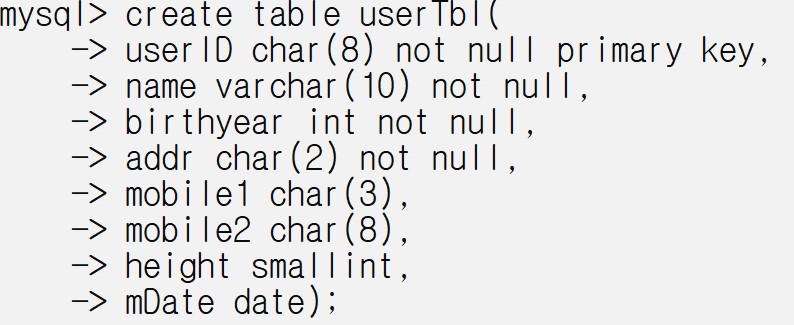 mysql> create table userTbl(
-> userID char(8) not null primary key,
-> name varchar(10) not null,
-> birthyear int not null,
-> addr char(2) not null,
-> mobile1 char(3),
-> mobile2 char(8),
-> height smallint,
-> mDate date);